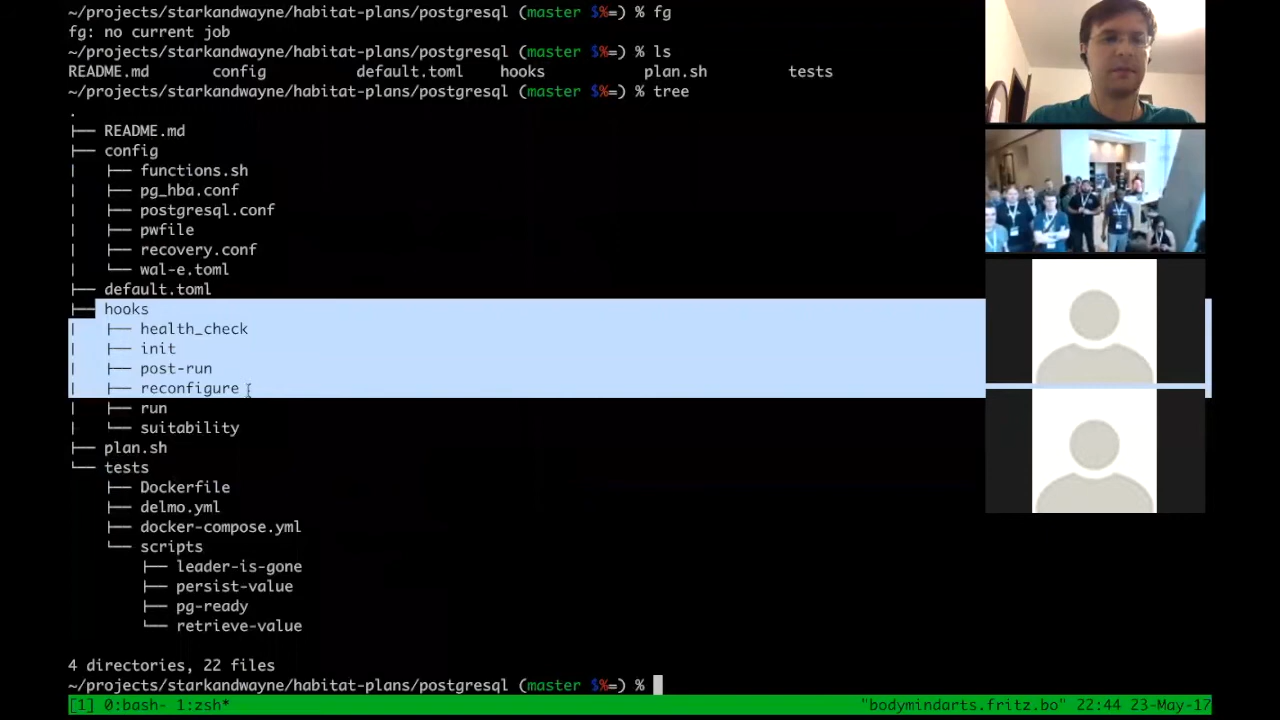 ~/projects/starkandwayne/habitat-plans/postgresql (master $%=) % fg
fg: no current job
~/projects/starkandwayne/habitat-plans/postgresql (master $%=) % ls
README.md config default.toml hooks plan.sh tests
~/projects/starkandwayne/habitat-plans/postgresql (master $%=) % tree
.
├── README.md
├── config
│   ├── functions.sh
│   ├── pg_hba.conf
│   ├── postgresql.conf
│   ├── pwfile
│   ├── recovery.conf
│   └── wal-e.toml
├── default.toml
├── hooks
│   ├── health_check
│   ├── init
│   ├── post-run
│   ├── reconfigure
│   ├── run
│   └── suitability
├── plan.sh
└── tests
    ├── Dockerfile
    ├── delmo.yml
    ├── docker-compose.yml
    └── scripts
        ├── leader-is-gone
        ├── persist-value
        ├── pg-ready
        └── retrieve-value
4 directories, 22 files
~/projects/starkandwayne/habitat-plans/postgresql (master $%=) %
[1] 0:bash- 1:zsh* "bodymindarts.fritz.bo" 22:44 23-May-17